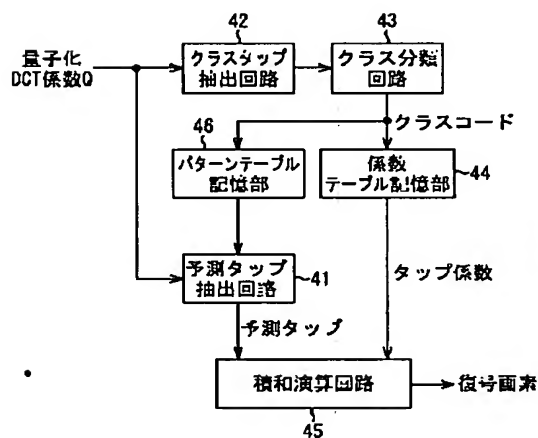 42
43
量子化
DCT係数Q
クラスタップ
抽出回路
クラス分類
回路
クラスコード
46
パターンテーブル
記憶部
係数
テーブル記憶部
44
予測タップ
抽出回路
41
タップ係数
予測タップ
積和演算回路
復号画素
45